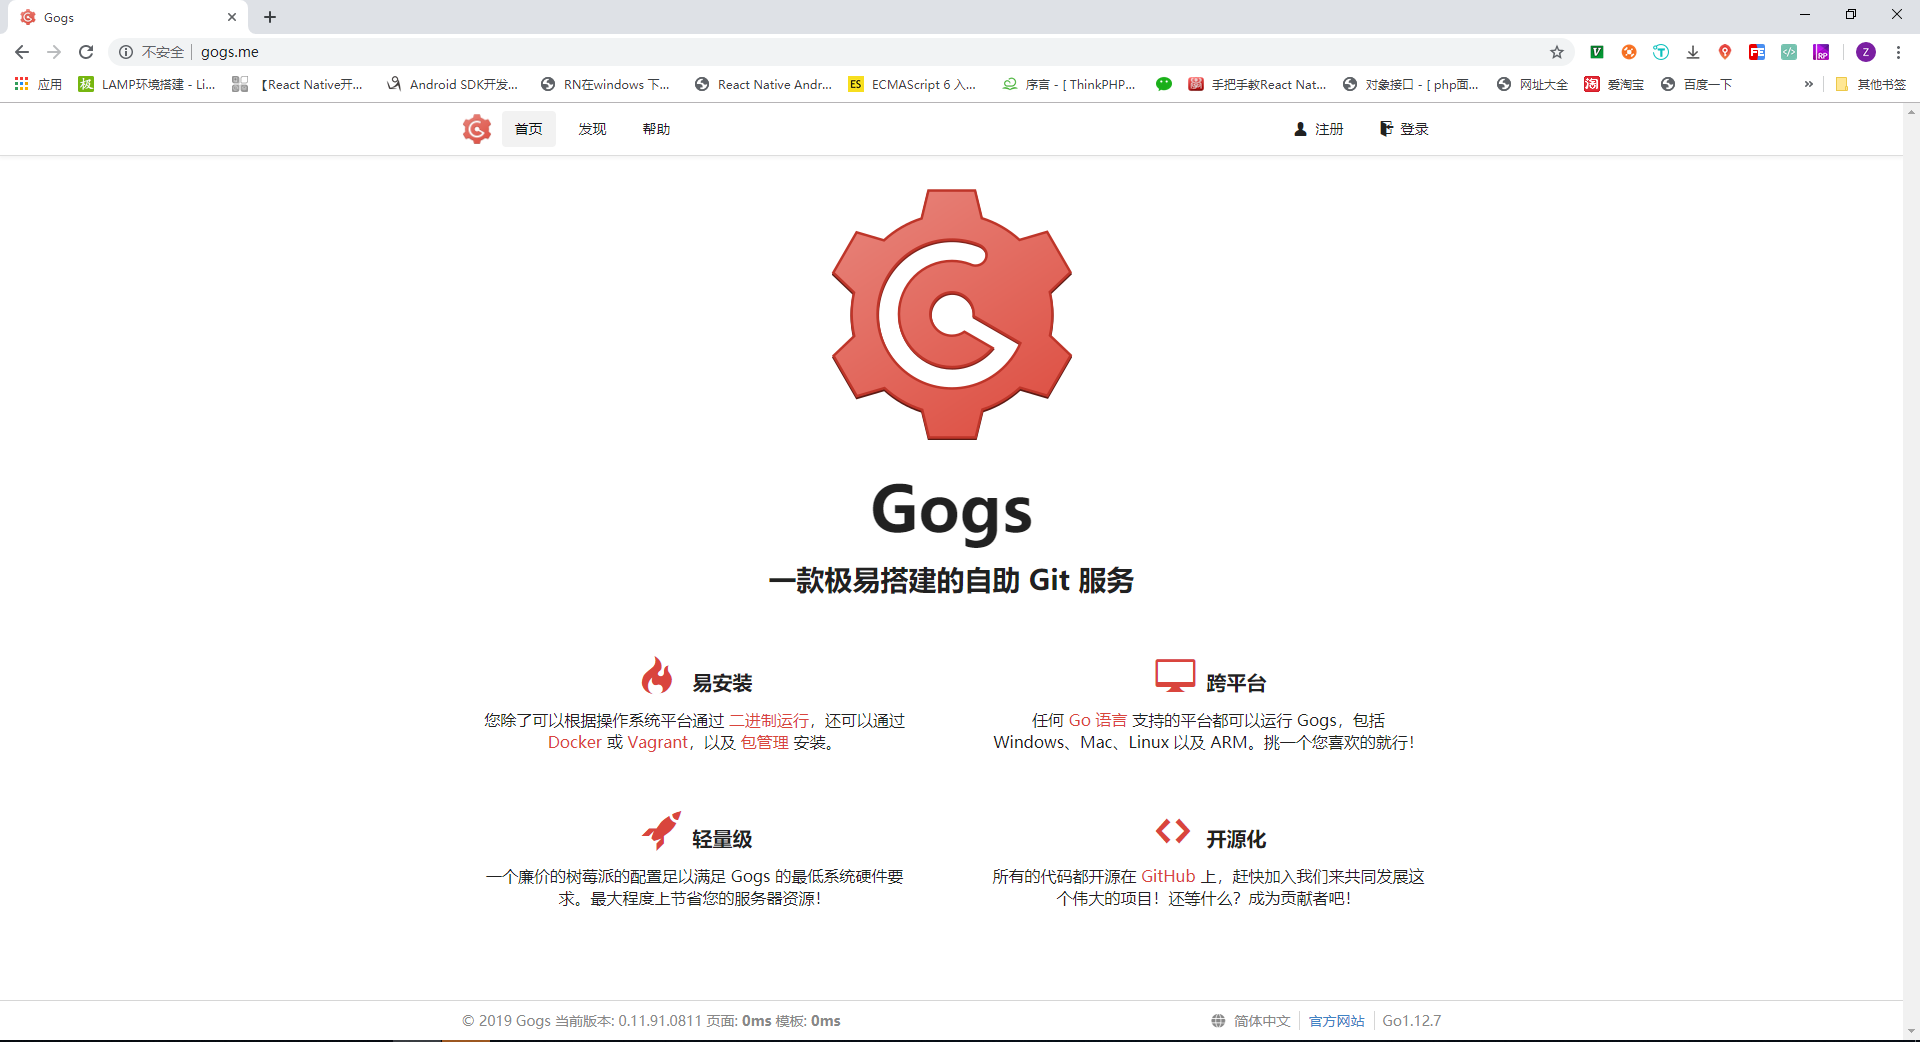 Gogs
不安全 gogs.me
应用 LAMP环境搭建 - Li... 【React Native开... Android SDK开发... RN在windows 下... React Native Andr... ES ECMAScript 6 入... 序言 - [ ThinkPHP... 手把手教React Nat... 对象接口 - [ php面... 网址大全 淘 爱淘宝 百度一下 » 其他书签
首页 发现 帮助 注册 登录
Gogs
一款极易搭建的自助 Git 服务
易安装
您除了可以根据操作系统平台通过 二进制运行，还可以通过
Docker 或 Vagrant，以及 包管理 安装。
跨平台
任何 Go 语言 支持的平台都可以运行 Gogs，包括
Windows、Mac、Linux 以及 ARM。挑一个您喜欢的就行！
轻量级
一个廉价的树莓派的配置足以满足 Gogs 的最低系统硬件要
求。最大程度上节省您的服务器资源！
开源化
所有的代码都开源在 GitHub 上，赶快加入我们来共同发展这
个伟大的项目！还等什么？成为贡献者吧！
© 2019 Gogs 当前版本: 0.11.91.0811 页面: 0ms 模板: 0ms 简体中文 官方网站 Go1.12.7